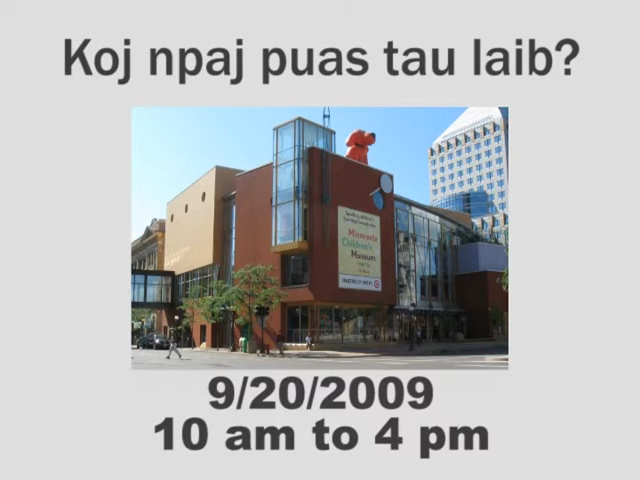 Koj npaj puas tau laib?
Minnesota
Children's
Museum
9/20/2009
10 am to 4 pm